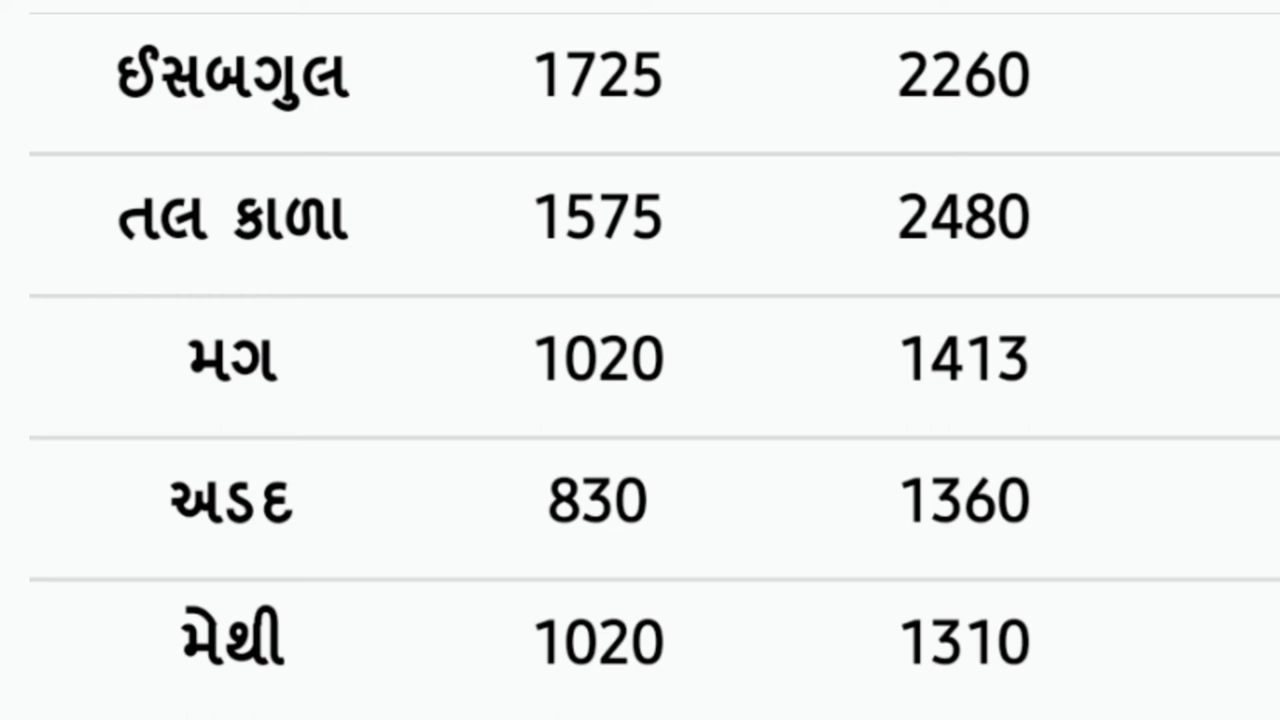 ઈસબગુલ 1725 2260
તલ કાળા 1575 2480
મગ 1020 1413
અડદ 830 1360
મેથી 1020 1310